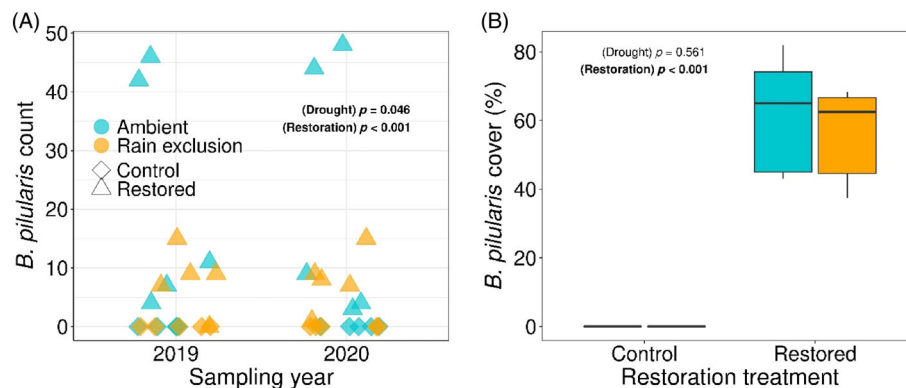 (A)
B. pilularis count
50
40
30
20
10
0
(Drought) p = 0.046
(Restoration) p < 0.001
Ambient
Rain exclusion
Control
Restored
2019
2020
Sampling year
(B)
B. pilularis cover (%)
80
60
40
20
0
(Drought) p = 0.561
(Restoration) p < 0.001
Control
Restored
Restoration treatment